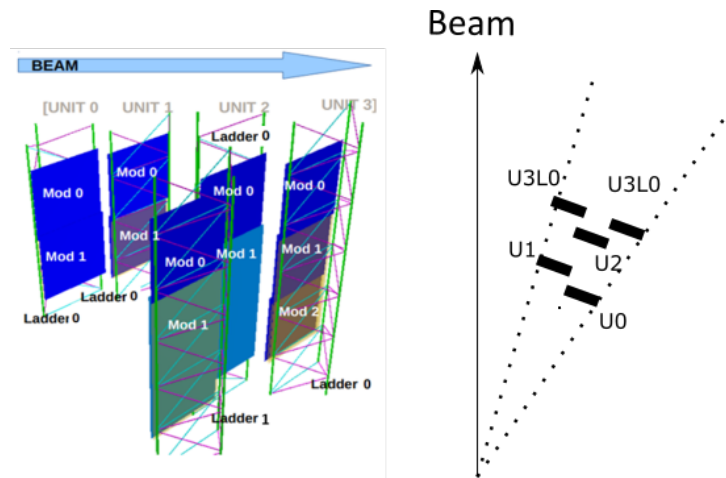 BEAM
[UNIT 0 UNIT 1 UNIT 2 UNIT 3]
Ladder 0
Mod 0
Mod 0
Mod 0
Mod 0
Mod 1
Mod 1
Mod 0
Mod 1
Mod 1
Ladder 0
Ladder 0
Mod 1
Mod 2
Ladder 0
Ladder 1
Beam
U3L0
U3L0
U1
U2
U0